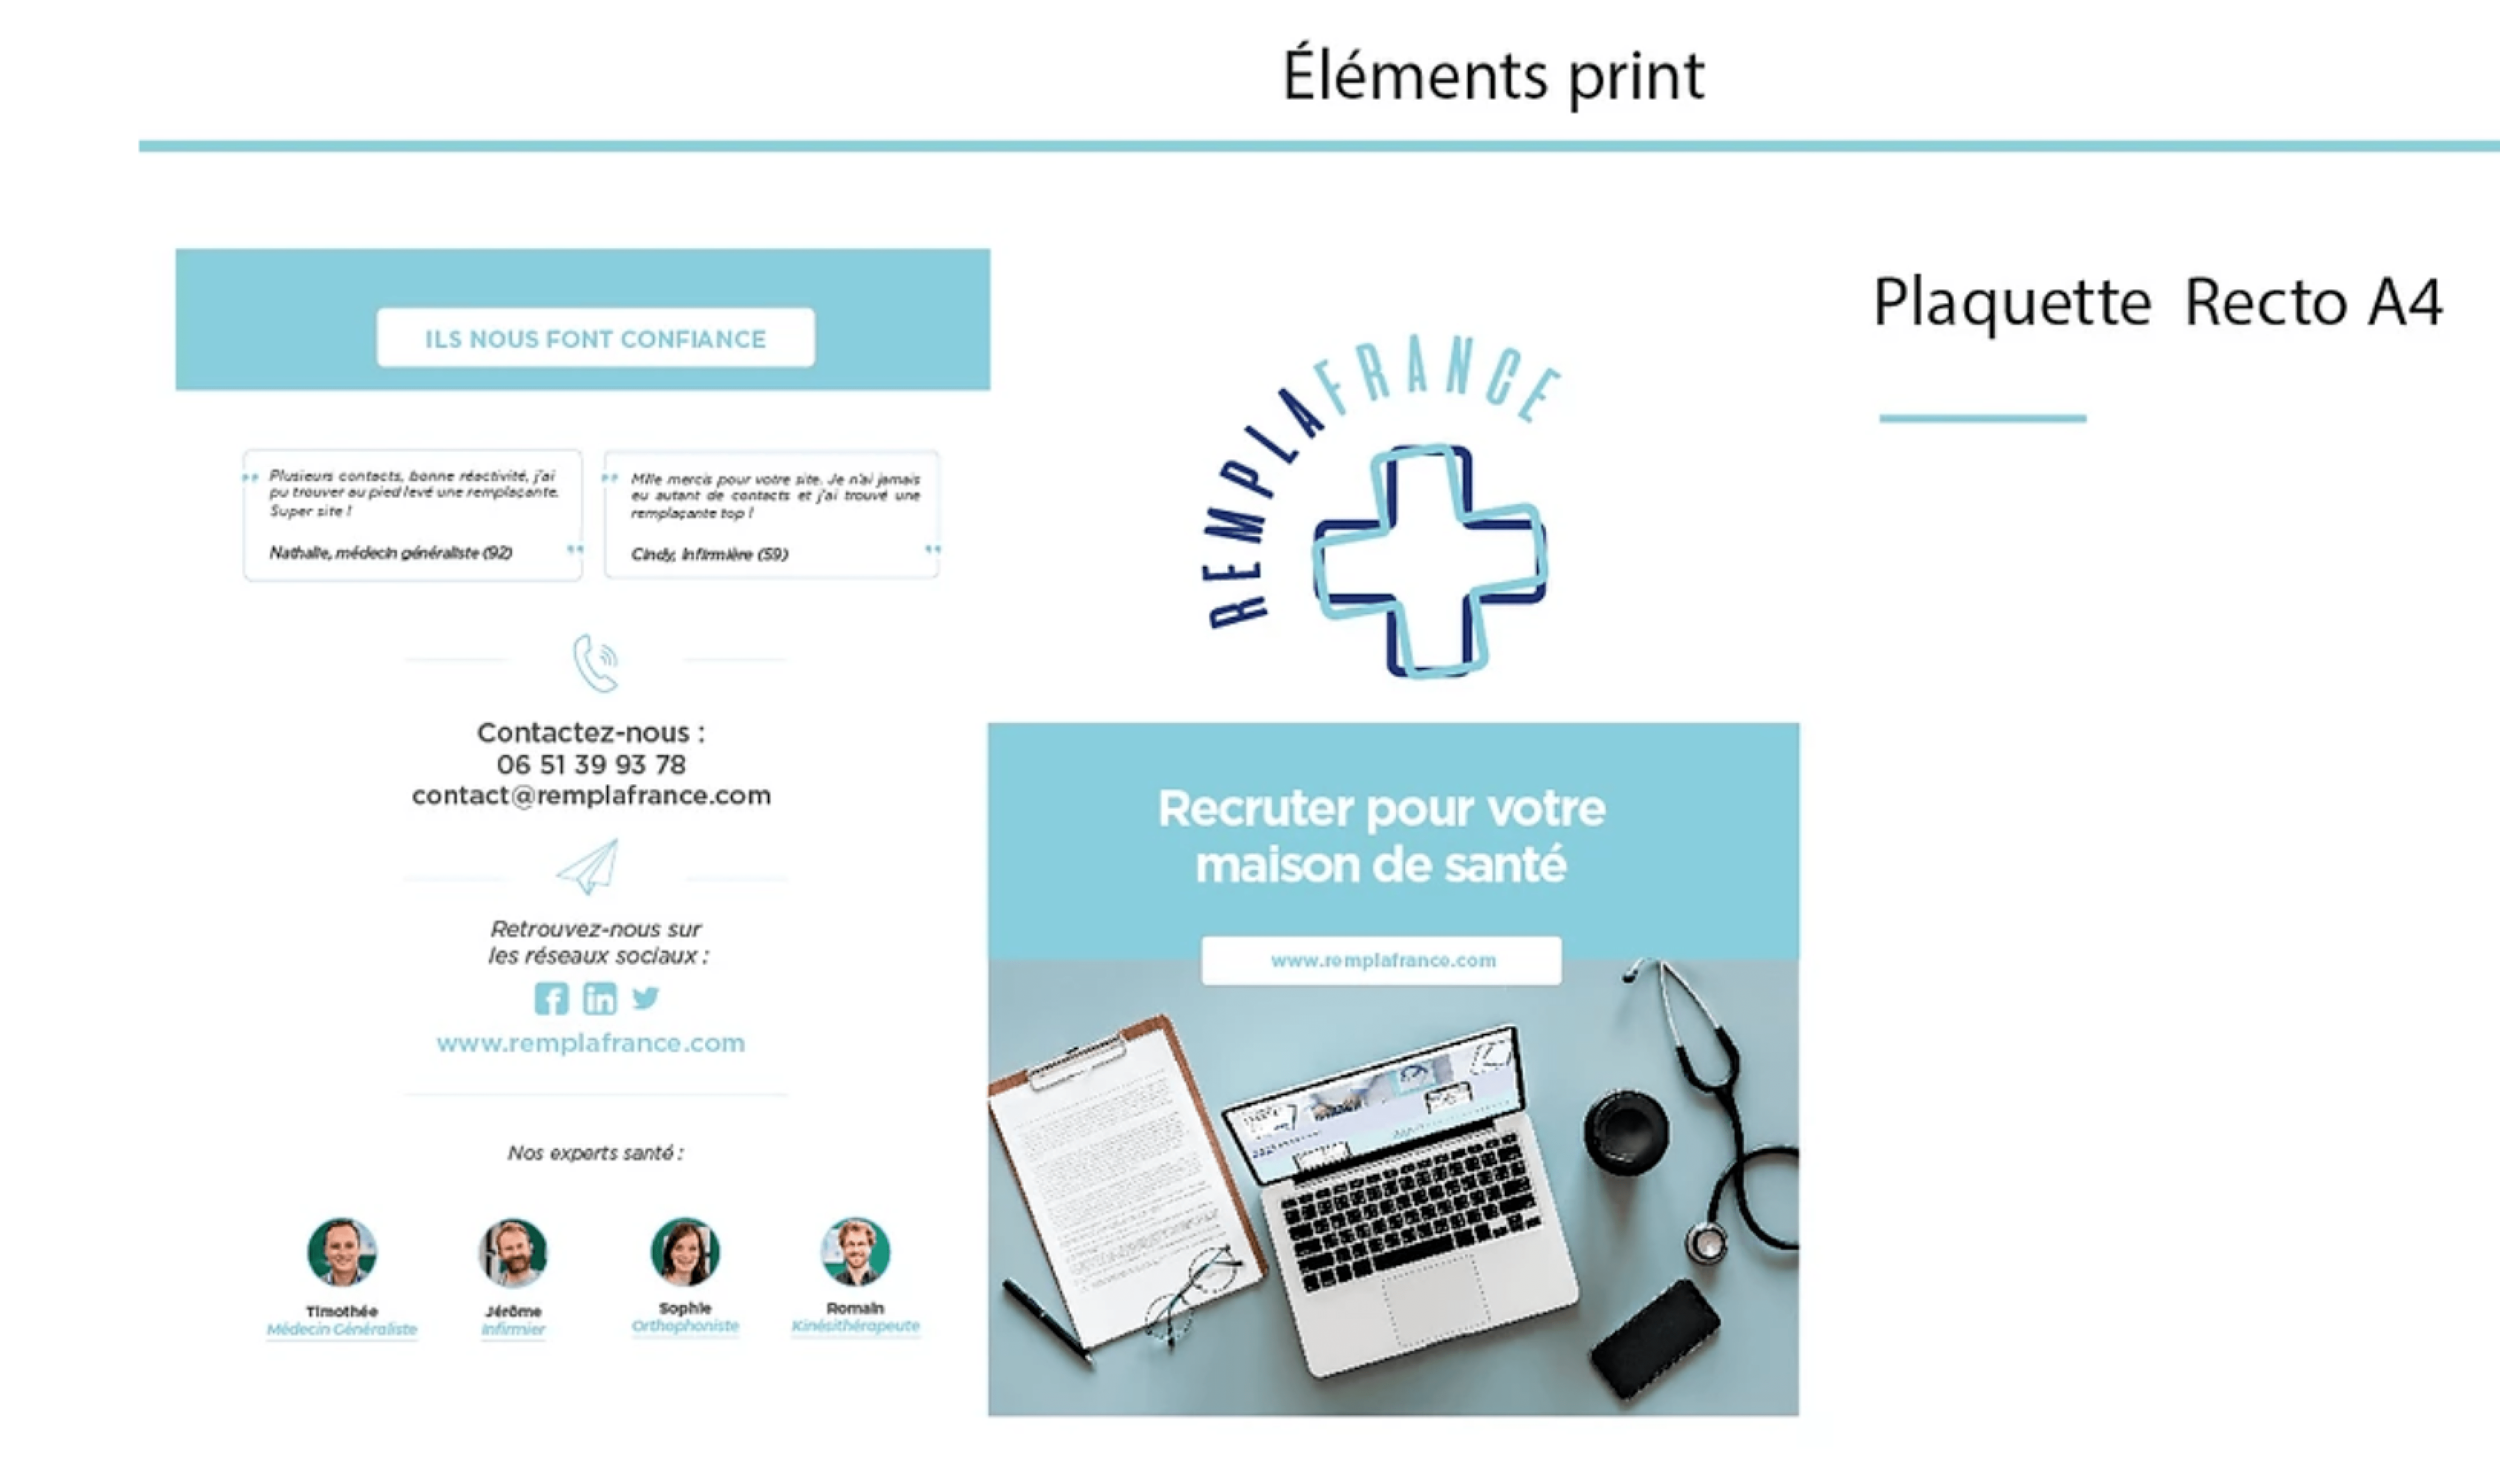 Éléments print
Plaquette Recto A4
ILS NOUS FONT CONFIANCE
Plusieurs contacts, bonne réactivité, j'ai
pu trouver au pied levé une remplaçante.
Super site !
Nathalie, médecin généraliste (92)
Mille mercis pour votre site. Je n'ai jamais
eu autant de contacts et j'ai trouvé une
remplaçante top !
Cindy, infirmière (59)
Contactez-nous :
06 51 39 93 78
contact@remplafrance.com
Retrouvez-nous sur
les réseaux sociaux :
f in
www.remplafrance.com
Nos experts santé :
Timothée
Médecin Généraliste
Jérôme
Infirmier
Sophie
Orthophoniste
Romain
Kinésithérapeute
REMPLAFRANCE
Recruter pour votre
maison de santé
www.remplafrance.com